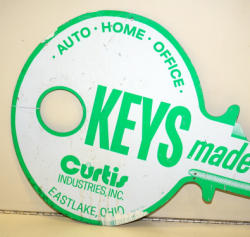 · AUTO · HOME · OFFICE ·
KEYS
made
Curtis
INDUSTRIES, INC.
EASTLAKE, OHIO